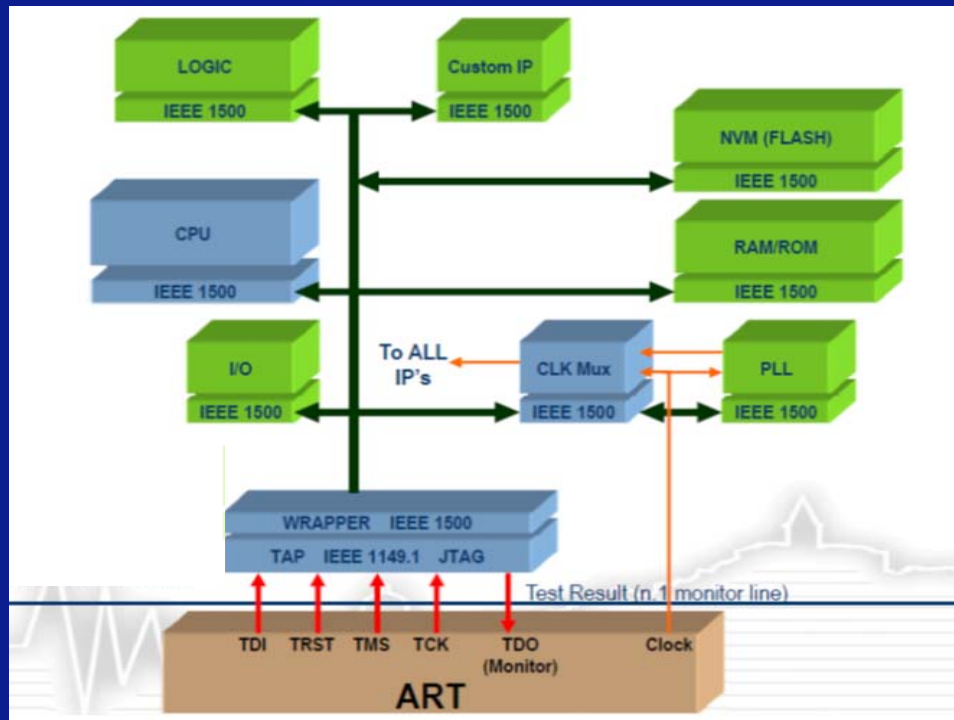 LOGIC
IEEE 1500
Custom IP
IEEE 1500
NVM (FLASH)
IEEE 1500
CPU
IEEE 1500
RAM/ROM
IEEE 1500
I/O
IEEE 1500
To ALL
IP's
CLK Mux
IEEE 1500
PLL
IEEE 1500
WRAPPER IEEE 1500
TAP IEEE 1149.1 JTAG
Test Result (n.1 monitor line)
TDI TRST TMS TCK TDO Clock
(Monitor)
ART